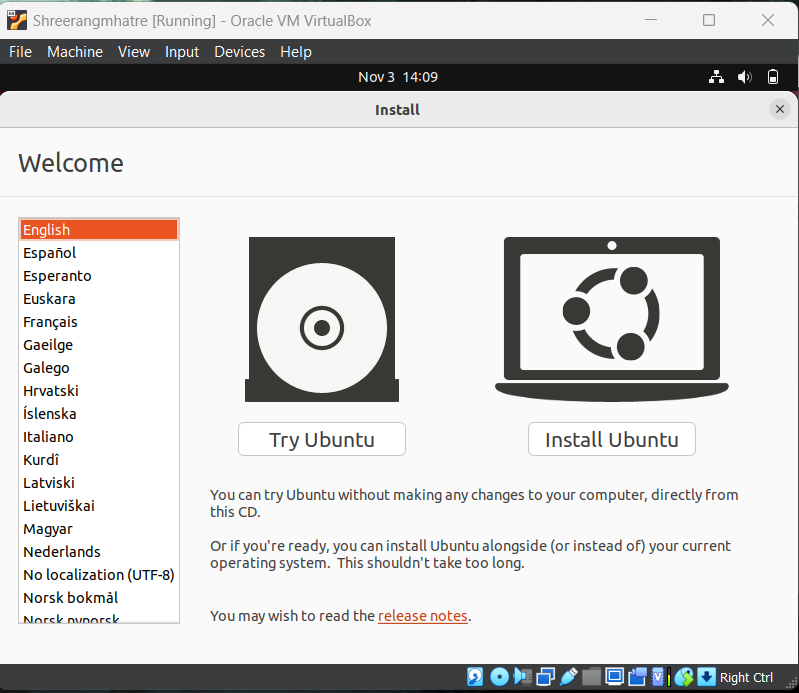 Shreerangmhatre [Running] - Oracle VM VirtualBox
File Machine View Input Devices Help
Nov 3 14:09
Install
Welcome
English
Español
Esperanto
Euskara
Français
Gaeilge
Galego
Hrvatski
Íslenska
Italiano
Kurdî
Latviski
Lietuviškai
Magyar
Nederlands
No localization (UTF-8)
Norsk bokmål
Norsk nynorsk
Try Ubuntu
Install Ubuntu
You can try Ubuntu without making any changes to your computer, directly from
this CD.
Or if you're ready, you can install Ubuntu alongside (or instead of) your current
operating system. This shouldn't take too long.
You may wish to read the release notes.
Right Ctrl